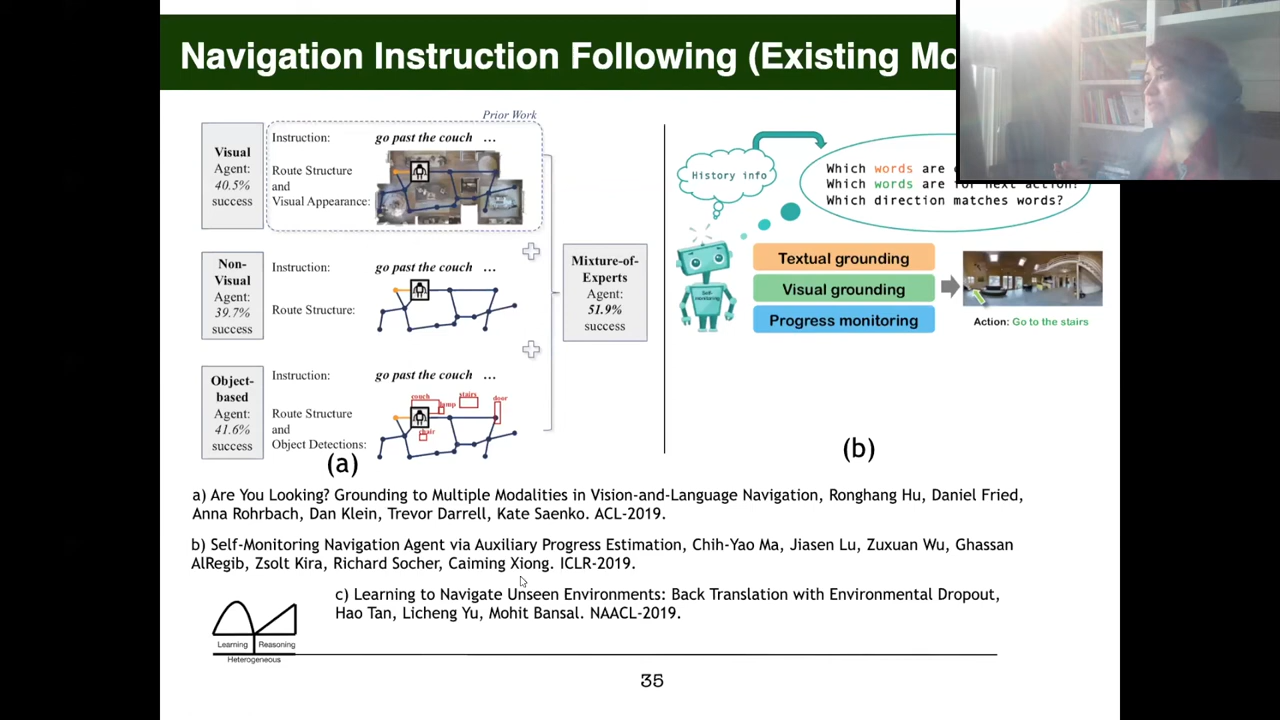 Navigation Instruction Following (Existing
Prior Work
Visual
Agent:
40.5%
success
Instruction: go past the couch ...
Route Structure
and
Visual Appearance:
Non-
Visual
Agent:
39.7%
success
Instruction: go past the couch ...
Route Structure:
Object-
based
Agent:
41.6%
success
Instruction: go past the couch ...
Route Structure
and
Object Detections:
couch
lamp
stairs
door
chair
Mixture-of-
Experts
Agent:
51.9%
success
(a)
History info
Which words are
Which words are for next action?
Which direction matches words?
Self-
monitoring
Textual grounding
Visual grounding
Progress monitoring
Action: Go to the stairs
(b)
a) Are You Looking? Grounding to Multiple Modalities in Vision-and-Language Navigation, Ronghang Hu, Daniel Fried,
Anna Rohrbach, Dan Klein, Trevor Darrell, Kate Saenko. ACL-2019.
b) Self-Monitoring Navigation Agent via Auxiliary Progress Estimation, Chih-Yao Ma, Jiasen Lu, Zuxuan Wu, Ghassan
AlRegib, Zsolt Kira, Richard Socher, Caiming Xiong. ICLR-2019.
c) Learning to Navigate Unseen Environments: Back Translation with Environmental Dropout,
Hao Tan, Licheng Yu, Mohit Bansal. NAACL-2019.
Learning Reasoning
Heterogeneous
35